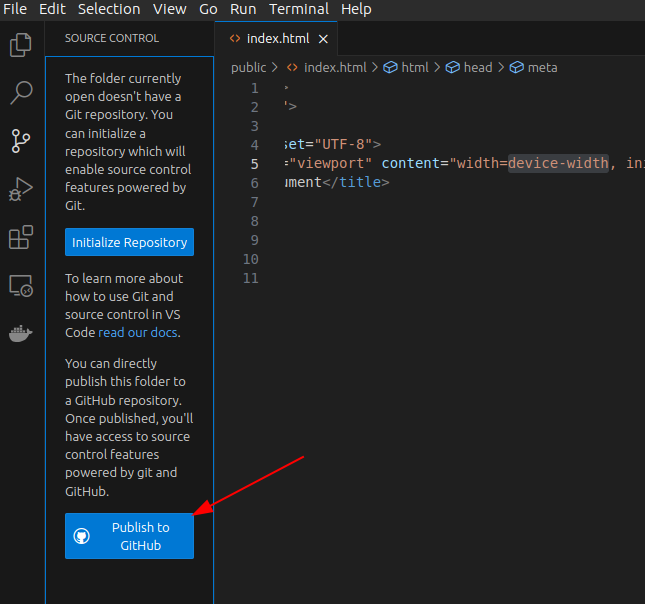 File Edit Selection View Go Run Terminal Help
SOURCE CONTROL
The folder currently
open doesn't have a
Git repository. You
can initialize a
repository which will
enable source control
features powered by
Git.
Initialize Repository
To learn more about
how to use Git and
source control in VS
Code read our docs.
You can directly
publish this folder to
a GitHub repository.
Once published, you'll
have access to source
control features
powered by git and
GitHub.
Publish to
GitHub
index.html
public > index.html > html > head > meta
1 >
2 ">
3
4 set="UTF-8">
5 ="viewport" content="width=device-width, ini
6 ument</title>
7
8
9
10
11